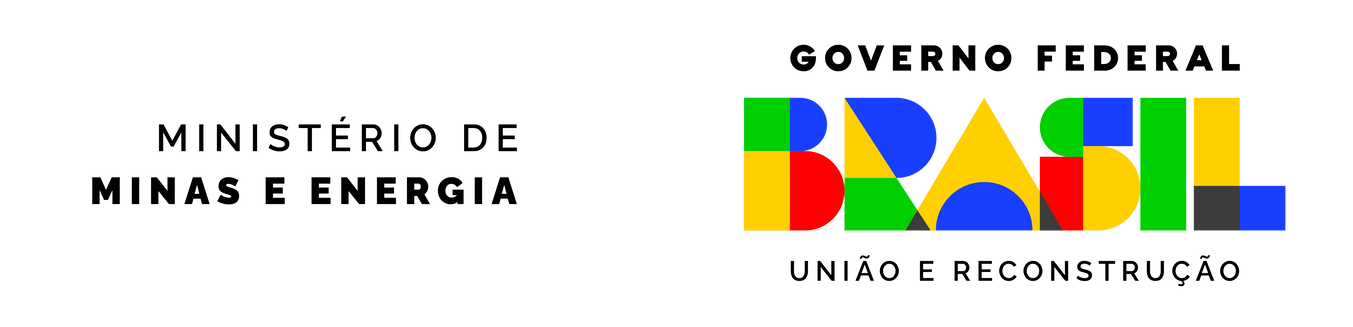 MINISTÉRIO DE
MINAS E ENERGIA
GOVERNO FEDERAL
BRASIL
UNIÃO E RECONSTRUÇÃO